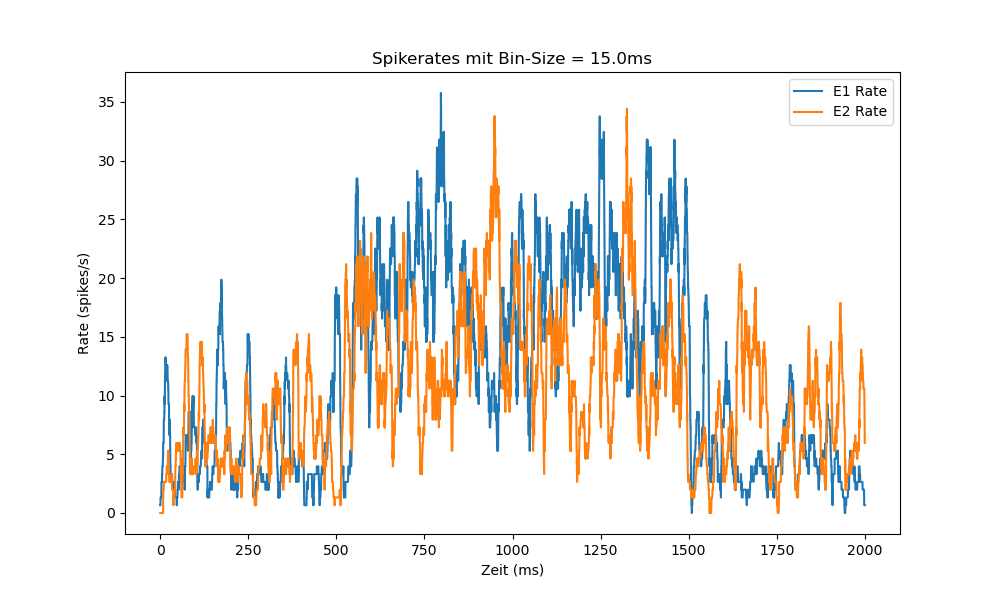 Spikerates mit Bin-Size = 15.0ms
E1 Rate
E2 Rate
Rate (spikes/s)
35
30
25
20
15
10
5
0
0 250 500 750 1000 1250 1500 1750 2000
Zeit (ms)